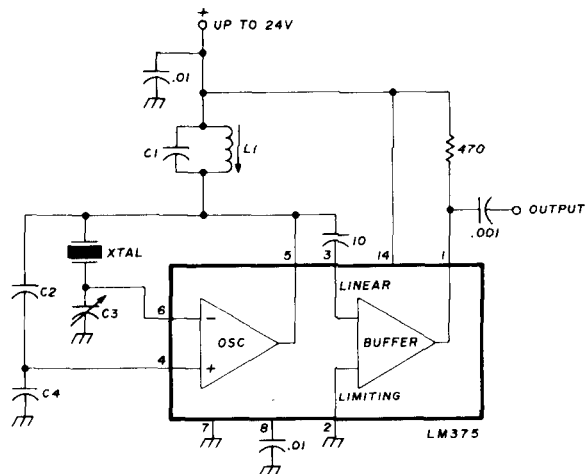 +
UP TO 24V
.01
C1
L1
470
OUTPUT
.001
XTAL
5
10
3
14
1
LINEAR
C2
C3
6
-
OSC
BUFFER
4
+
C4
LIMITING
7
8
2
.01
LM375